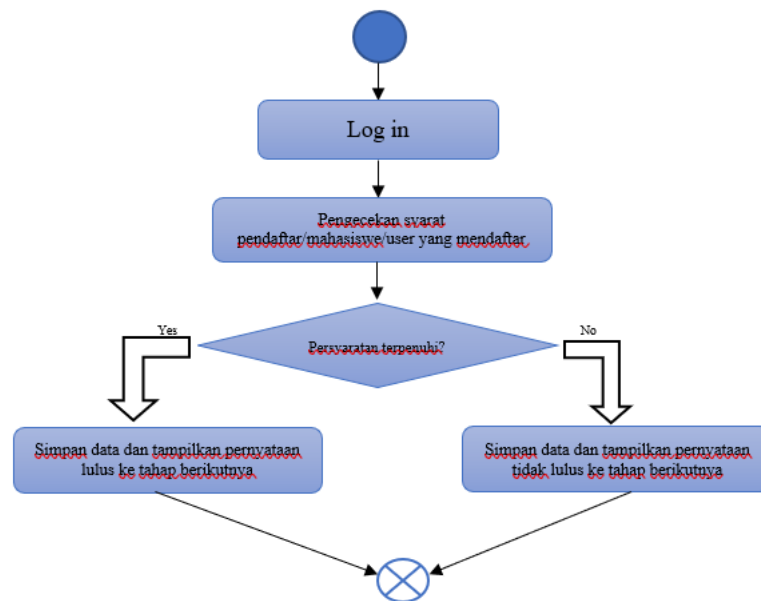 Log in
Pengecekan syarat
pendaftar/mahasiswe/user yang mendaftar
Yes
No
Persyaratan terpenuhi?
Simpan data dan tampilkan pernyataan
lulus ke tahap berikutnya
Simpan data dan tampilkan pernyataan
tidak lulus ke tahap berikutnya